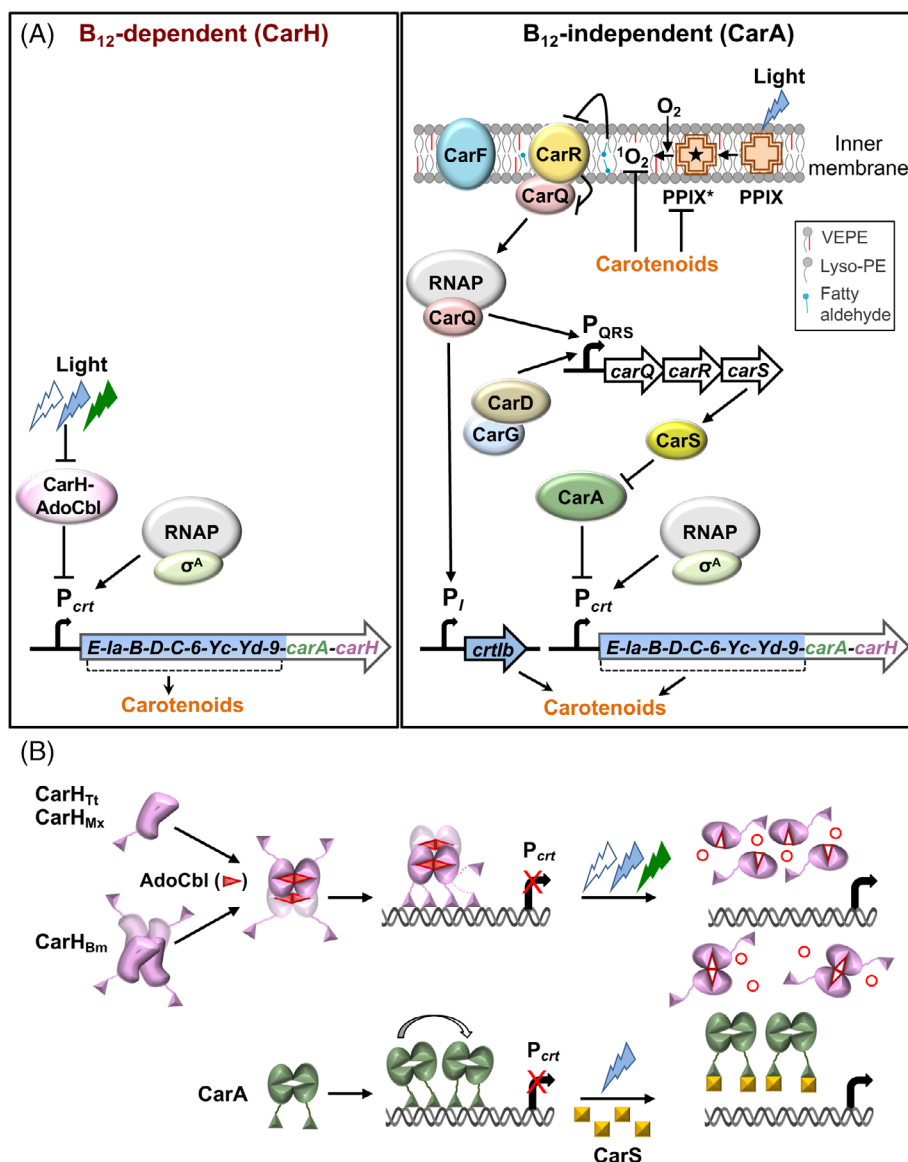 (A)
B12-dependent (CarH)
Light
CarH-
AdoCbl
RNAP
σA
Pcrt
E-Ia-B-D-C-6-Yc-Yd-9-carA-carH
Carotenoids
B12-independent (CarA)
Light
O2
CarF
CarR
1O2
Inner
membrane
CarQ
PPIX*
PPIX
Carotenoids
VEPE
Lyso-PE
Fatty
aldehyde
RNAP
CarQ
PQRS
carQ
carR
carS
CarD
CarG
CarS
CarA
RNAP
σA
PI
Pcrt
crtIb
E-Ia-B-D-C-6-Yc-Yd-9-carA-carH
Carotenoids
(B)
CarHTt
CarHMx
AdoCbl ( )
Pcrt
CarHBm
Pcrt
CarA
CarS